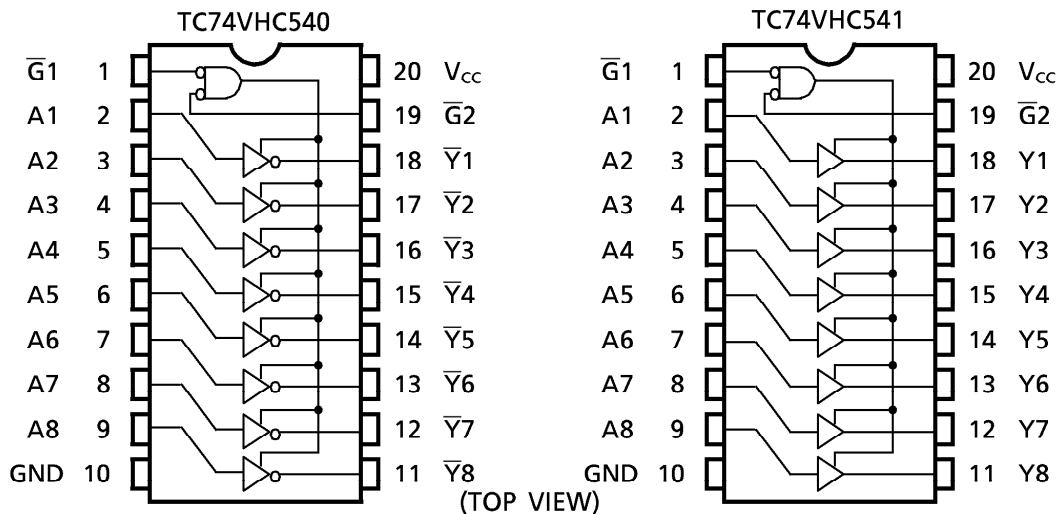 TC74VHC540
G̅1 1 20 VCC
A1 2 19 G̅2
A2 3 18 Y̅1
A3 4 17 Y̅2
A4 5 16 Y̅3
A5 6 15 Y̅4
A6 7 14 Y̅5
A7 8 13 Y̅6
A8 9 12 Y̅7
GND 10 11 Y̅8
TC74VHC541
G̅1 1 20 VCC
A1 2 19 G̅2
A2 3 18 Y1
A3 4 17 Y2
A4 5 16 Y3
A5 6 15 Y4
A6 7 14 Y5
A7 8 13 Y6
A8 9 12 Y7
GND 10 11 Y8
(TOP VIEW)